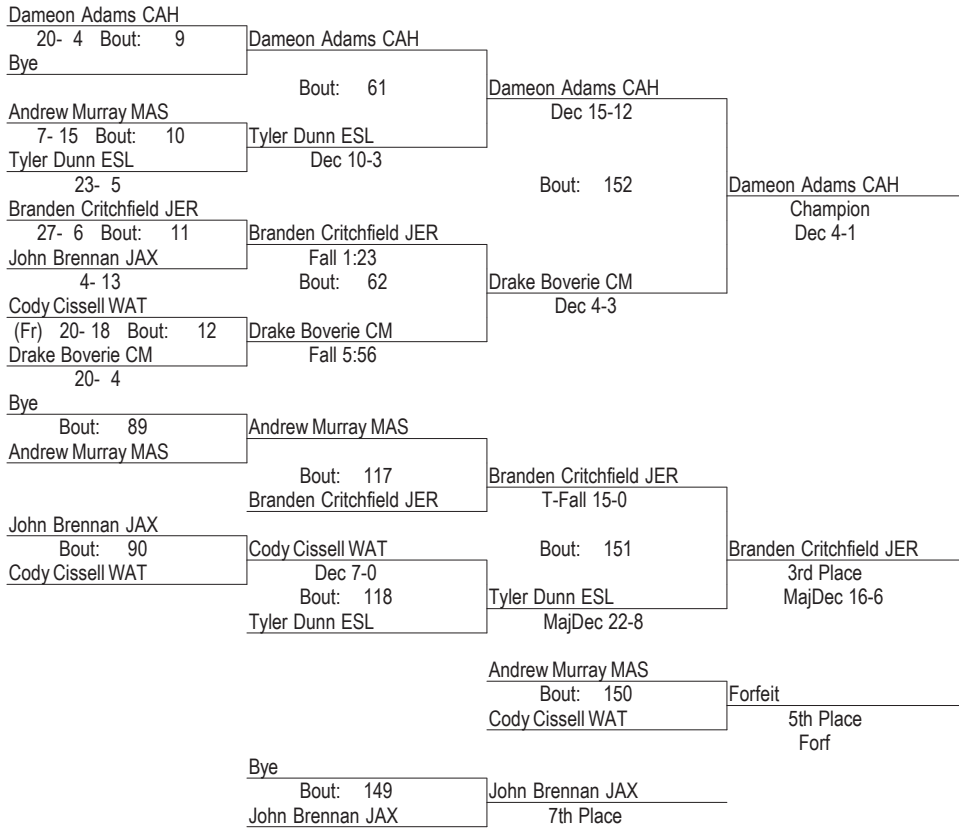 Dameon Adams CAH
20- 4 Bout: 9
Dameon Adams CAH
Bye
Bout: 61
Dameon Adams CAH
Andrew Murray MAS
Dec 15-12
7- 15 Bout: 10
Tyler Dunn ESL
Tyler Dunn ESL
Dec 10-3
23- 5
Bout: 152
Dameon Adams CAH
Branden Critchfield JER
Champion
27- 6 Bout: 11
Branden Critchfield JER
Dec 4-1
John Brennan JAX
Fall 1:23
4- 13
Bout: 62
Drake Boverie CM
Cody Cissell WAT
Dec 4-3
(Fr) 20- 18 Bout: 12
Drake Boverie CM
Drake Boverie CM
Fall 5:56
20- 4
Bye
Bout: 89
Andrew Murray MAS
Andrew Murray MAS
Bout: 117
Branden Critchfield JER
Branden Critchfield JER
T-Fall 15-0
John Brennan JAX
Bout: 90
Cody Cissell WAT
Bout: 151
Branden Critchfield JER
Cody Cissell WAT
Dec 7-0
3rd Place
Bout: 118
Tyler Dunn ESL
MajDec 16-6
Tyler Dunn ESL
MajDec 22-8
Andrew Murray MAS
Bout: 150
Forfeit
Cody Cissell WAT
5th Place
Forf
Bye
Bout: 149
John Brennan JAX
John Brennan JAX
7th Place